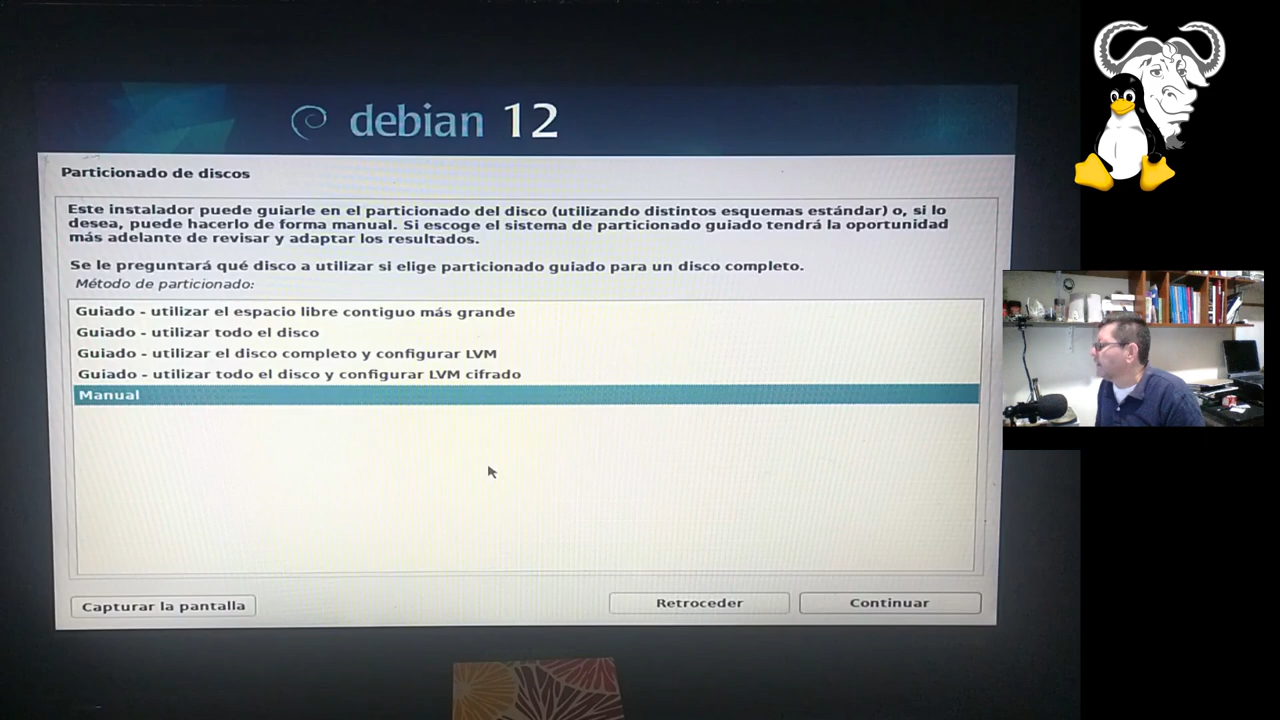 debian 12
Particionado de discos
Este instalador puede guiarle en el particionado del disco (utilizando distintos esquemas estándar) o, si lo
desea, puede hacerlo de forma manual. Si escoge el sistema de particionado guiado tendrá la oportunidad
más adelante de revisar y adaptar los resultados.
Se le preguntará qué disco a utilizar si elige particionado guiado para un disco completo.
Método de particionado:
Guiado - utilizar el espacio libre contiguo más grande
Guiado - utilizar todo el disco
Guiado - utilizar el disco completo y configurar LVM
Guiado - utilizar todo el disco y configurar LVM cifrado
Manual
Capturar la pantalla
Retroceder
Continuar